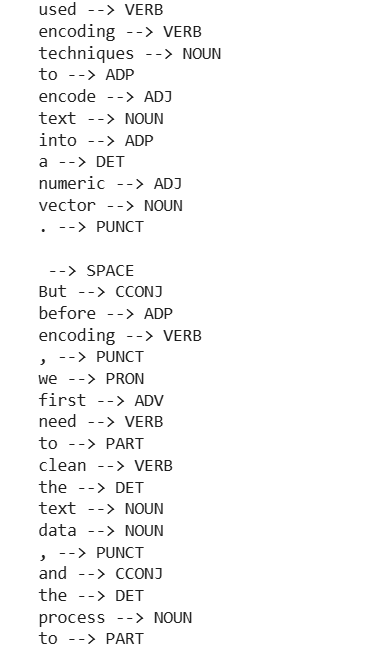 used --> VERB
encoding --> VERB
techniques --> NOUN
to --> ADP
encode --> ADJ
text --> NOUN
into --> ADP
a --> DET
numeric --> ADJ
vector --> NOUN
. --> PUNCT

 --> SPACE
But --> CCONJ
before --> ADP
encoding --> VERB
, --> PUNCT
we --> PRON
first --> ADV
need --> VERB
to --> PART
clean --> VERB
the --> DET
text --> NOUN
data --> NOUN
, --> PUNCT
and --> CCONJ
the --> DET
process --> NOUN
to --> PART